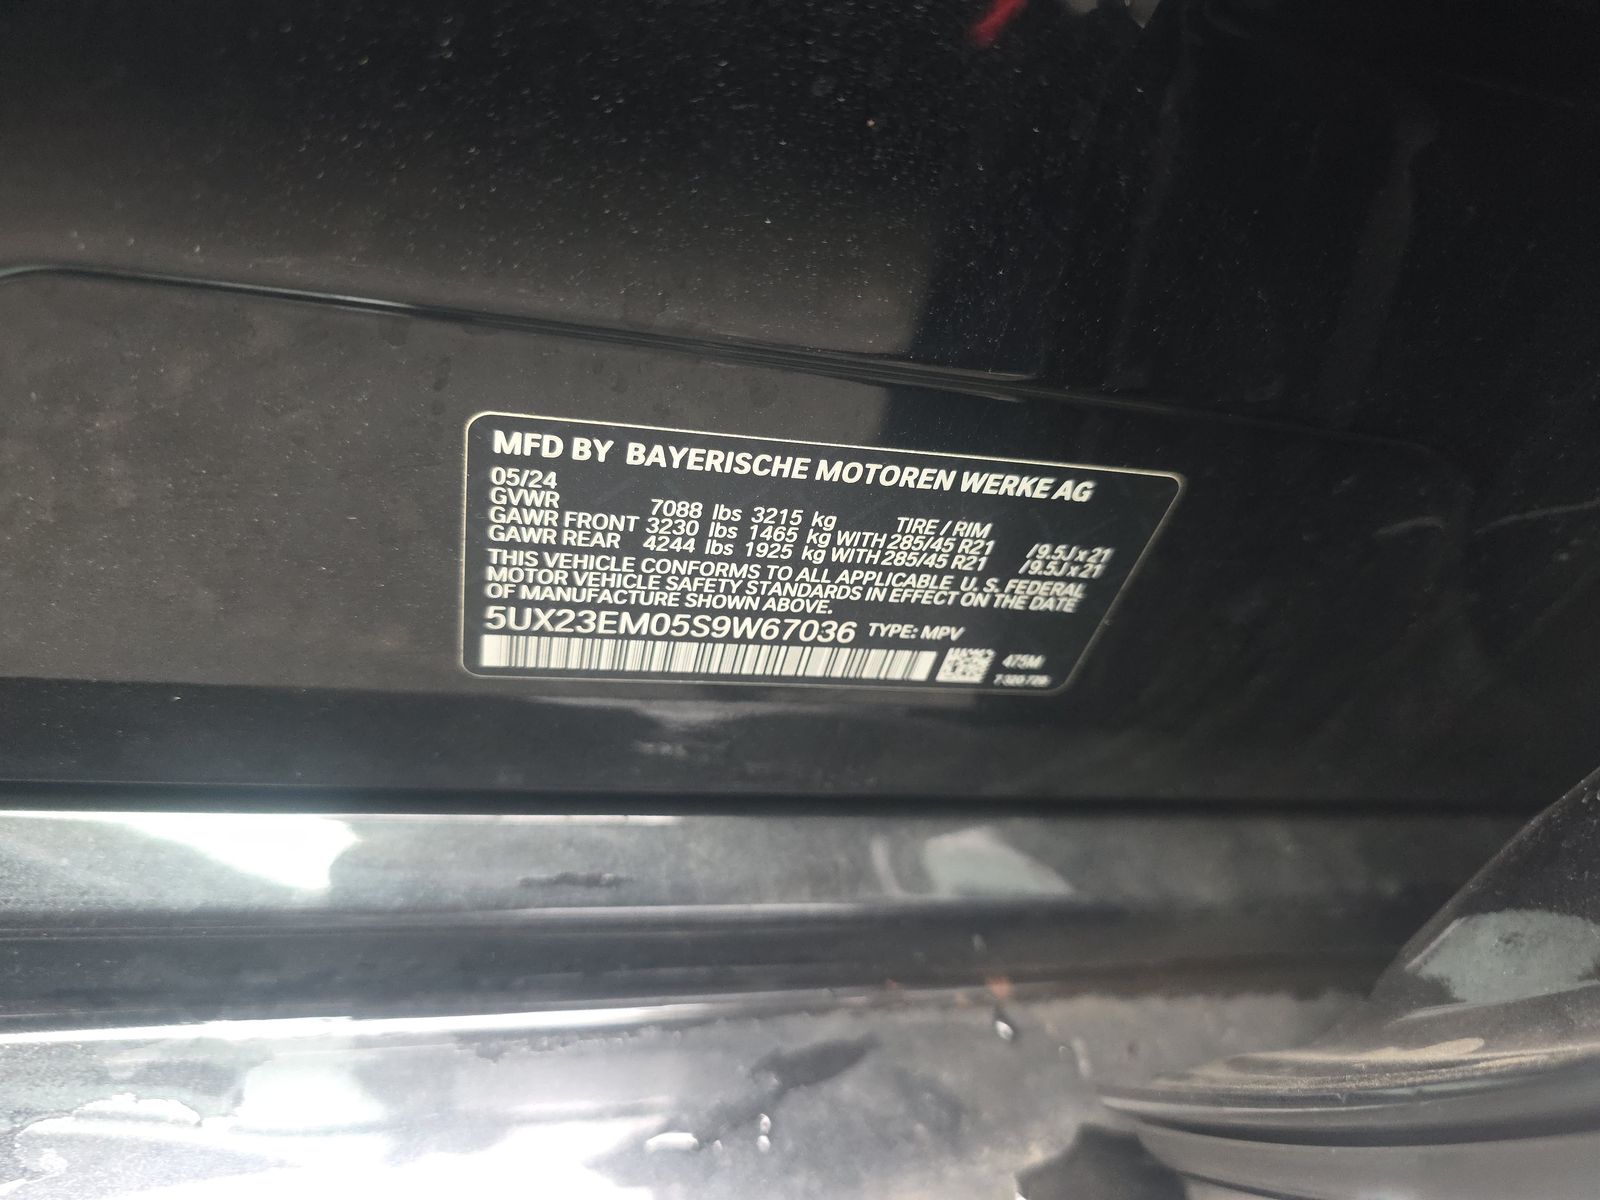 MFD BY BAYERISCHE MOTOREN WERKE AG
05/24
GVWR 7088 lbs 3215 kg TIRE / RIM
GAWR FRONT 3230 lbs 1465 kg WITH 285/45 R21 / 9.5J x 21
GAWR REAR 4244 lbs 1925 kg WITH 285/45 R21 / 9.5J x 21
THIS VEHICLE CONFORMS TO ALL APPLICABLE U.S. FEDERAL
MOTOR VEHICLE SAFETY STANDARDS IN EFFECT ON THE DATE
OF MANUFACTURE SHOWN ABOVE.
5UX23EM05S9W67036 TYPE: MPV
475M